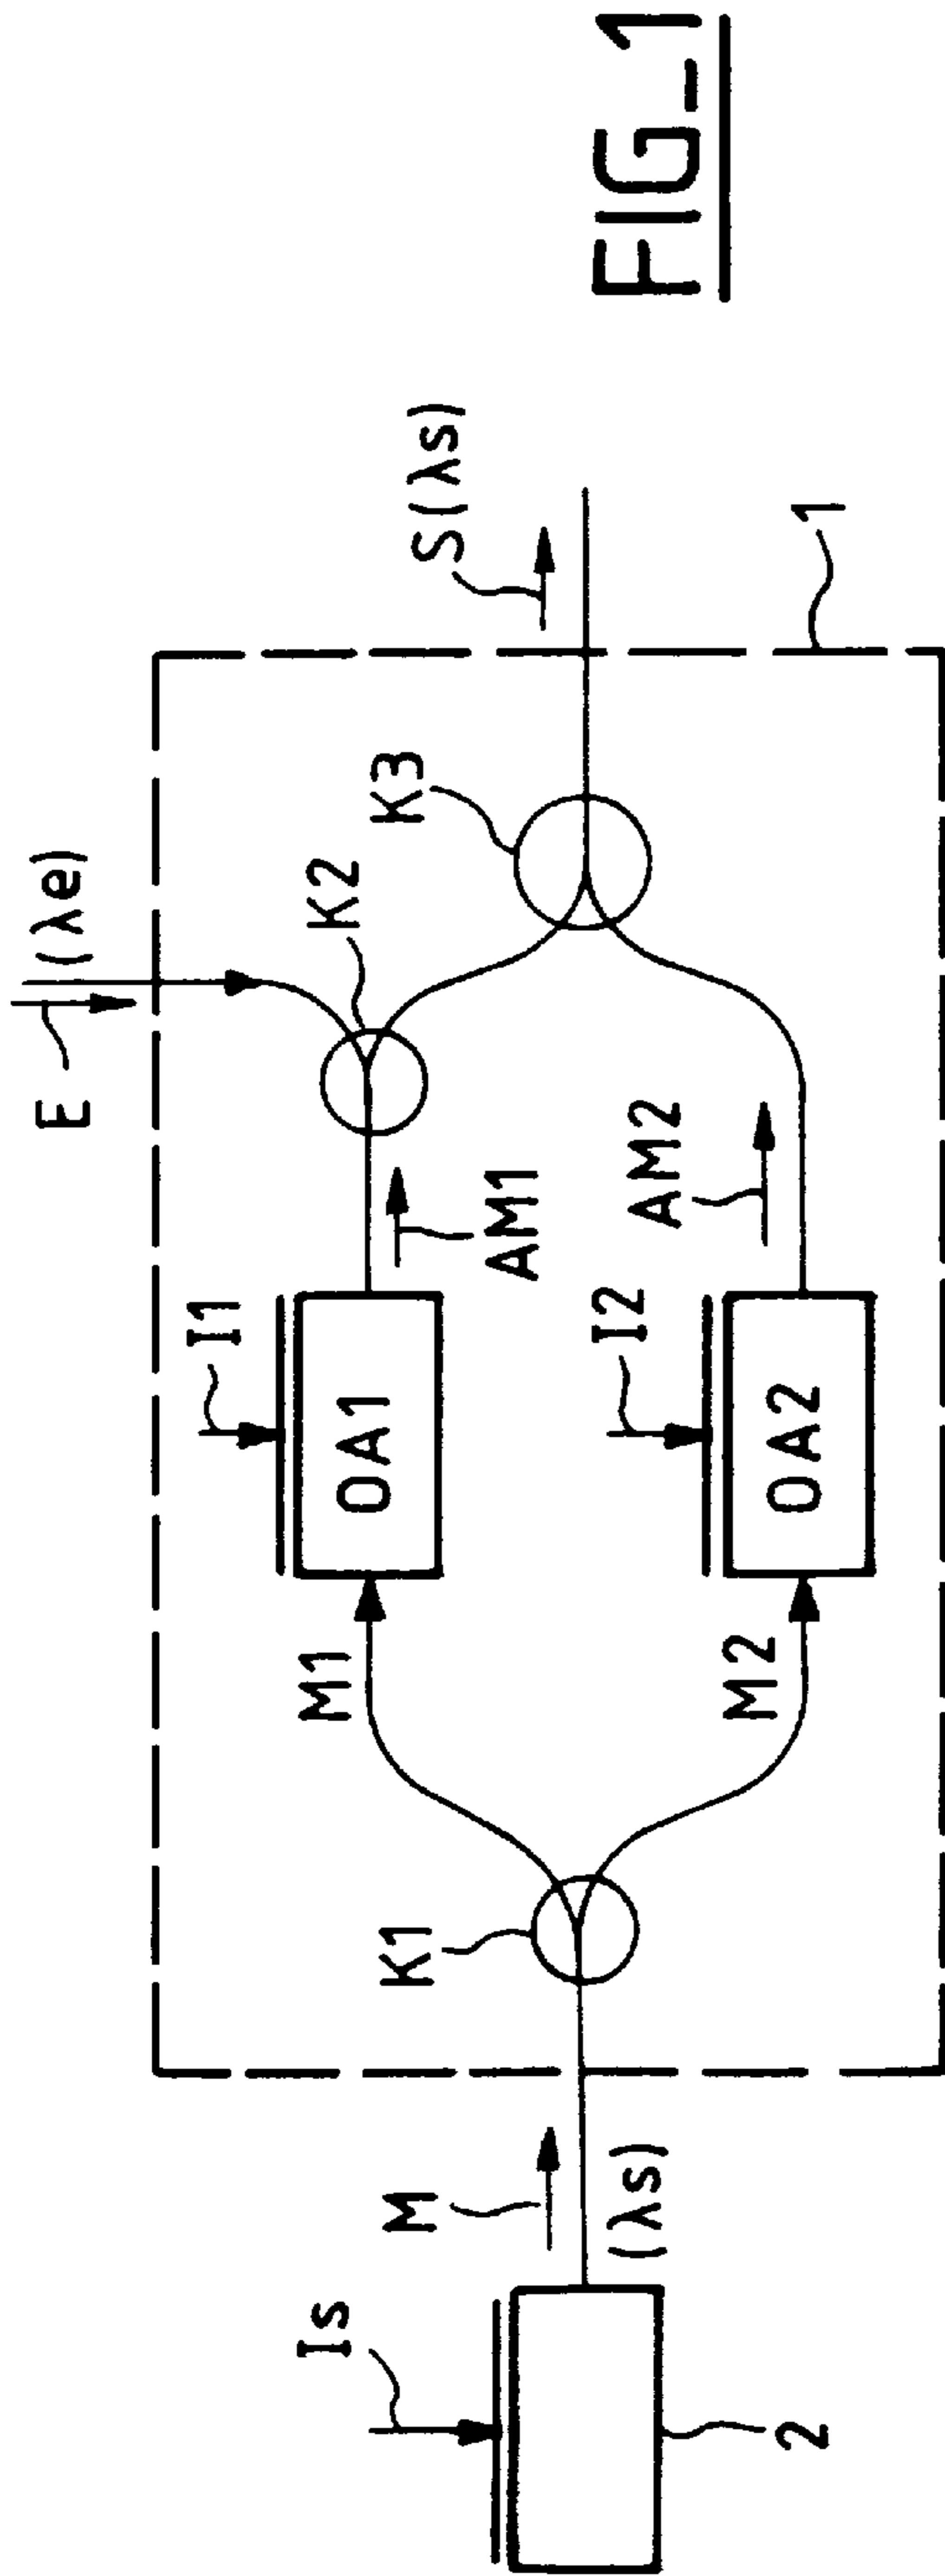 FIG_1
E
(λe)
K2
K3
S(λs)
1
I1
OA1
AM1
M1
I2
OA2
AM2
M2
K1
M
(λs)
Is
2